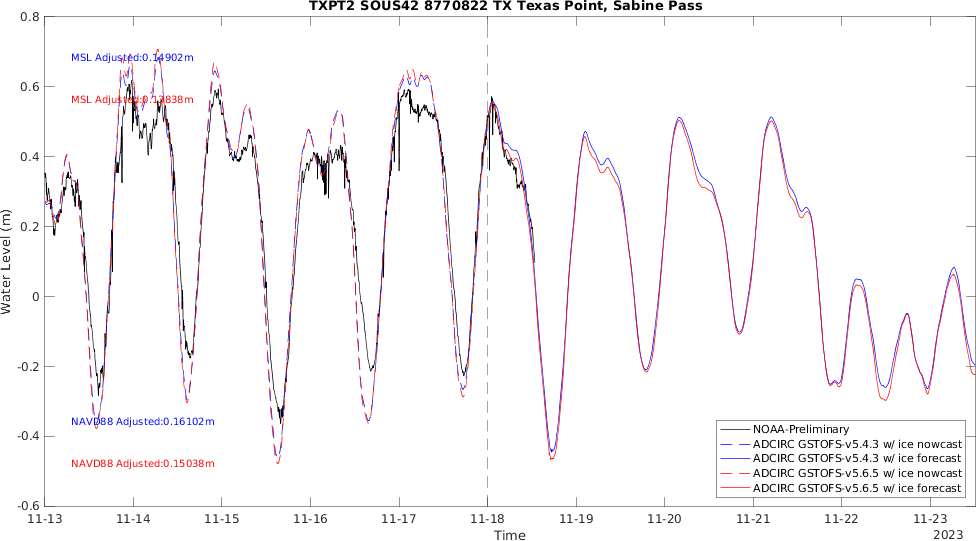 TXPT2 SOUS42 8770822 TX Texas Point, Sabine Pass
0.8
0.6
0.4
0.2
0
-0.2
-0.4
-0.6
Water Level (m)
MSL Adjusted:0.14902m
MSL Adjusted:0.13838m
NAVD88 Adjusted:0.16102m
NAVD88 Adjusted:0.15038m
NOAA-Preliminary
ADCIRC GSTOFS-v5.4.3 w/ ice nowcast
ADCIRC GSTOFS-v5.4.3 w/ ice forecast
ADCIRC GSTOFS-v5.6.5 w/ ice nowcast
ADCIRC GSTOFS-v5.6.5 w/ ice forecast
11-13 11-14 11-15 11-16 11-17 11-18 11-19 11-20 11-21 11-22 11-23
Time
2023